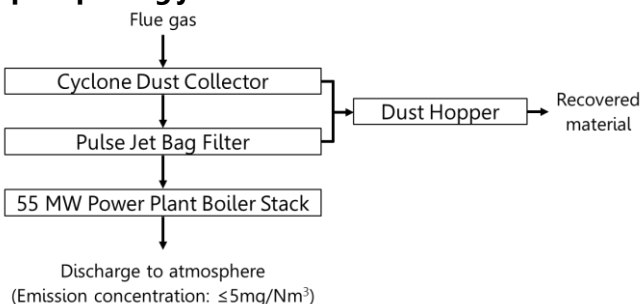 Flue gas
Cyclone Dust Collector
Pulse Jet Bag Filter
Dust Hopper
Recovered
material
55 MW Power Plant Boiler Stack
Discharge to atmosphere
(Emission concentration: ≤5mg/Nm³)